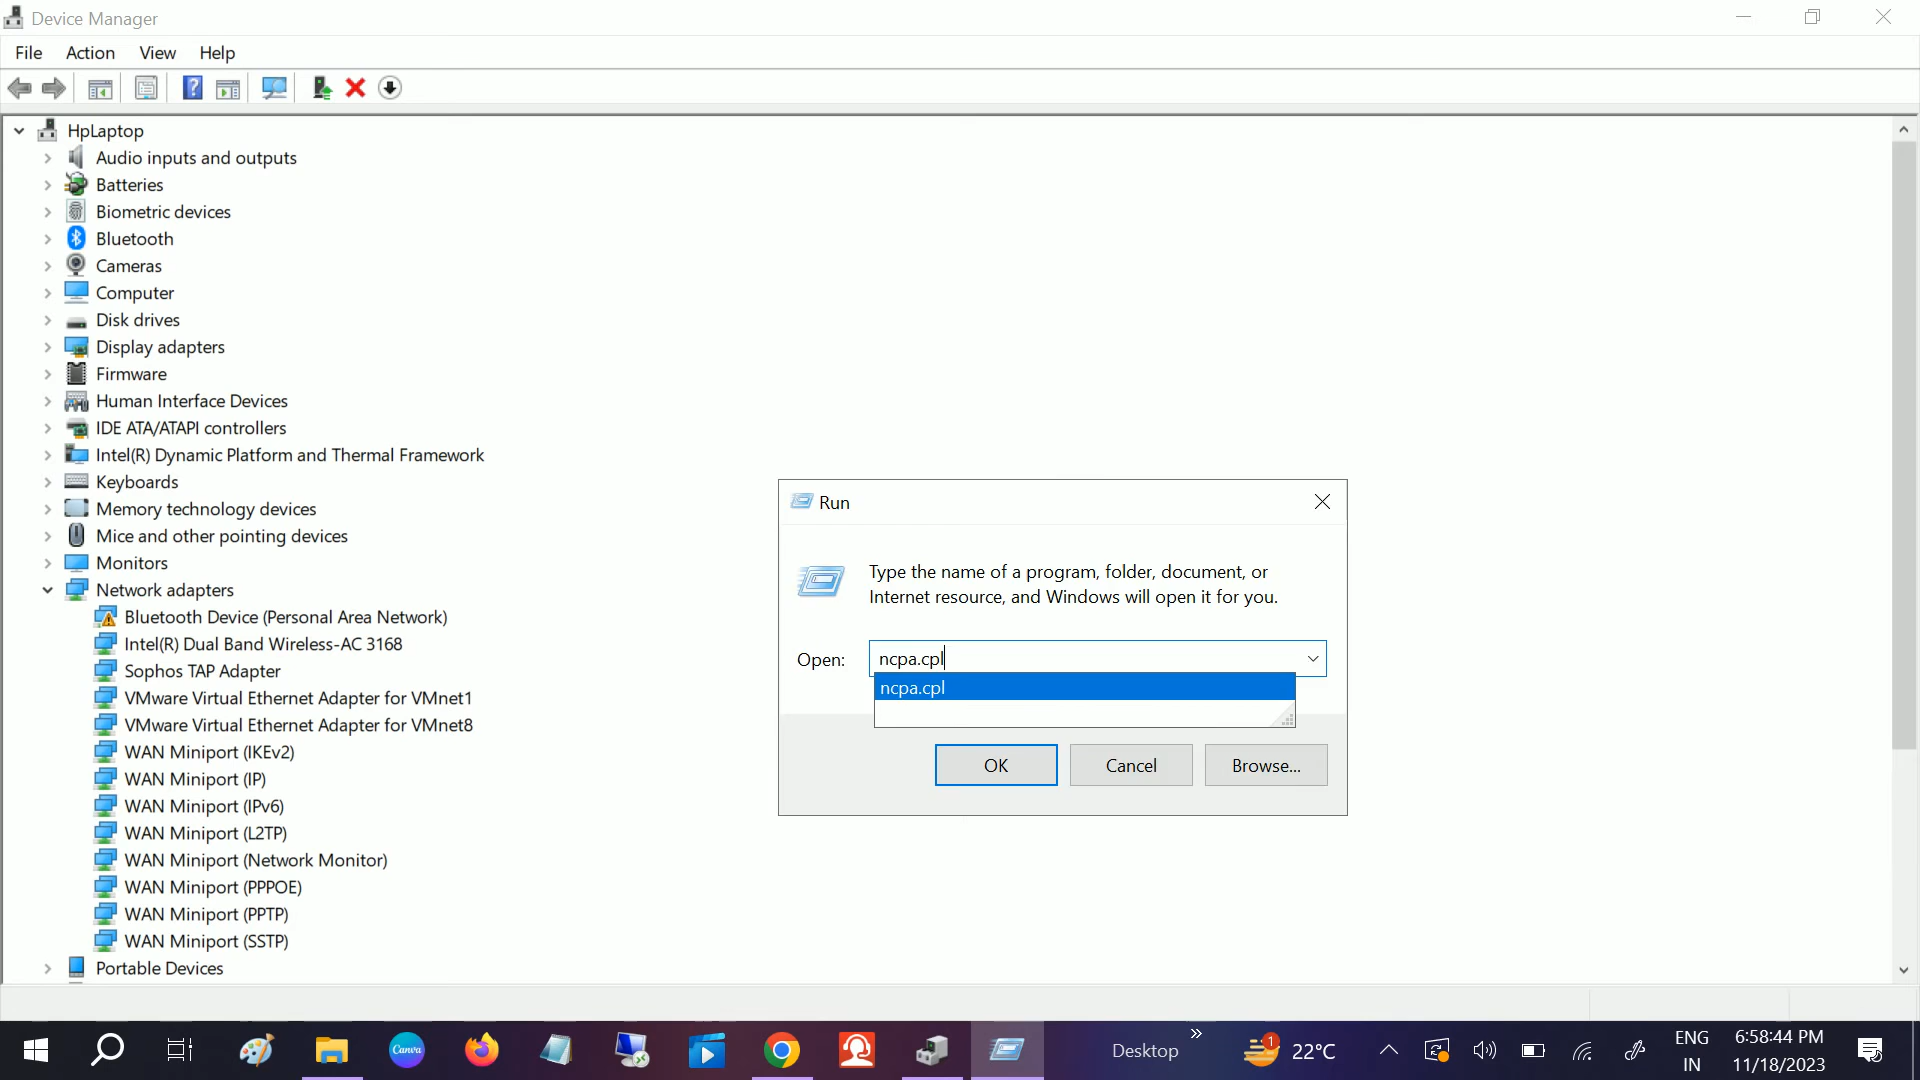 Device Manager
File Action View Help
HpLaptop
Audio inputs and outputs
Batteries
Biometric devices
Bluetooth
Cameras
Computer
Disk drives
Display adapters
Firmware
Human Interface Devices
IDE ATA/ATAPI controllers
Intel(R) Dynamic Platform and Thermal Framework
Keyboards
Memory technology devices
Mice and other pointing devices
Monitors
Network adapters
Bluetooth Device (Personal Area Network)
Intel(R) Dual Band Wireless-AC 3168
Sophos TAP Adapter
VMware Virtual Ethernet Adapter for VMnet1
VMware Virtual Ethernet Adapter for VMnet8
WAN Miniport (IKEv2)
WAN Miniport (IP)
WAN Miniport (IPv6)
WAN Miniport (L2TP)
WAN Miniport (Network Monitor)
WAN Miniport (PPPOE)
WAN Miniport (PPTP)
WAN Miniport (SSTP)
Portable Devices
Run
Type the name of a program, folder, document, or
Internet resource, and Windows will open it for you.
Open: ncpa.cpl
ncpa.cpl
OK Cancel Browse...
Canva
Desktop
1
22°C
ENG
IN
6:58:44 PM
11/18/2023